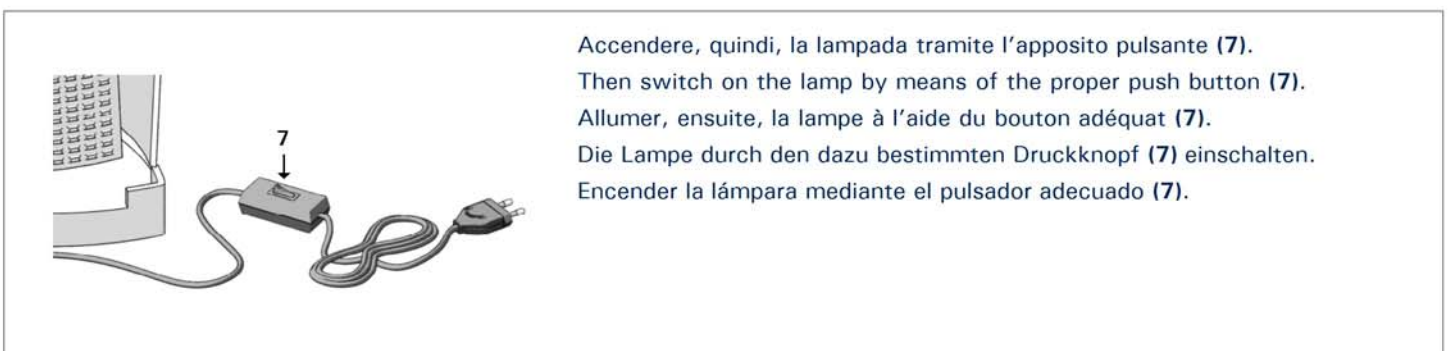 7
Accendere, quindi, la lampada tramite l'apposito pulsante (7).
Then switch on the lamp by means of the proper push button (7).
Allumer, ensuite, la lampe à l'aide du bouton adéquat (7).
Die Lampe durch den dazu bestimmten Druckknopf (7) einschalten.
Encender la lámpara mediante el pulsador adecuado (7).